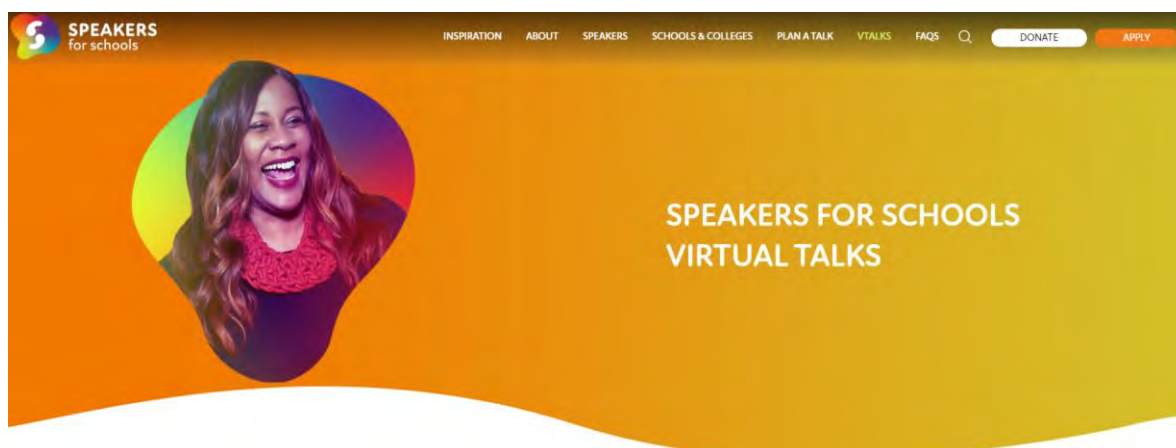 SPEAKERS
for schools
INSPIRATION ABOUT SPEAKERS SCHOOLS & COLLEGES PLAN A TALK VTALKS FAQS DONATE APPLY
SPEAKERS FOR SCHOOLS
VIRTUAL TALKS